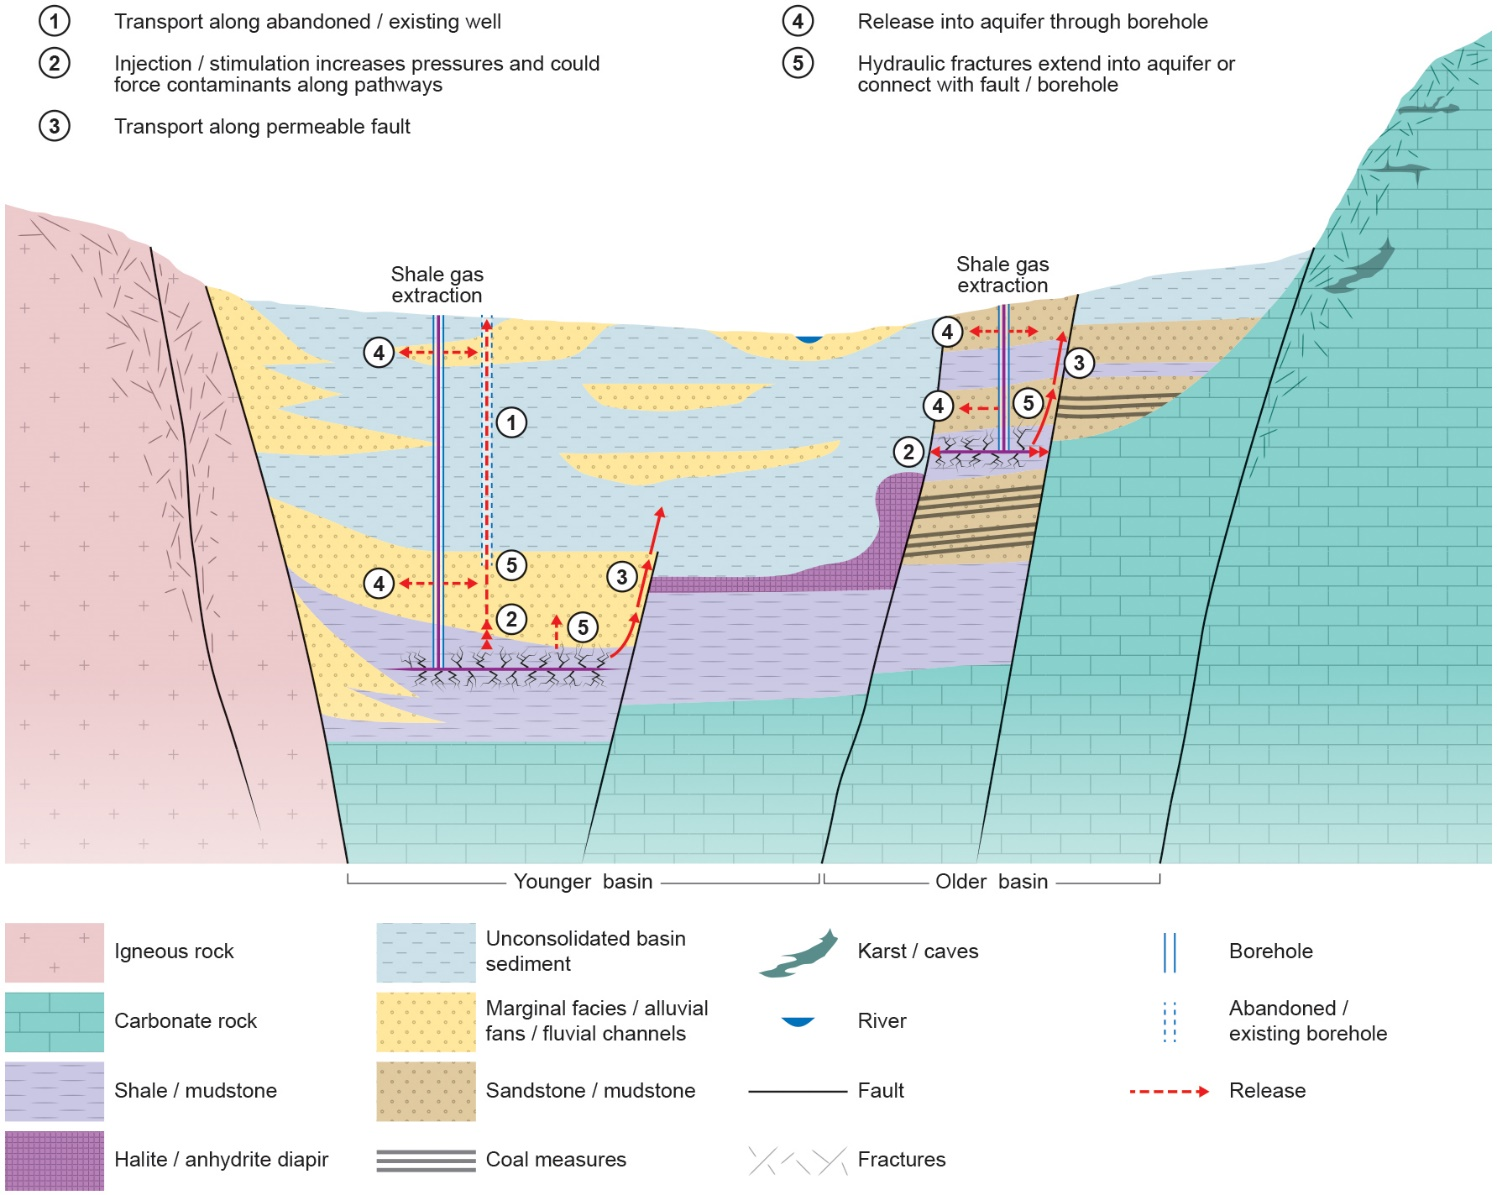 1 Transport along abandoned / existing well
2 Injection / stimulation increases pressures and could
force contaminants along pathways
3 Transport along permeable fault
4 Release into aquifer through borehole
5 Hydraulic fractures extend into aquifer or
connect with fault / borehole
Shale gas
extraction
Shale gas
extraction
4
1
4
5
2
5
3
4
4
5
3
2
Younger basin
Older basin
Igneous rock
Carbonate rock
Shale / mudstone
Halite / anhydrite diapir
Unconsolidated basin
sediment
Marginal facies / alluvial
fans / fluvial channels
Sandstone / mudstone
Coal measures
Karst / caves
River
Fault
Fractures
Borehole
Abandoned /
existing borehole
Release